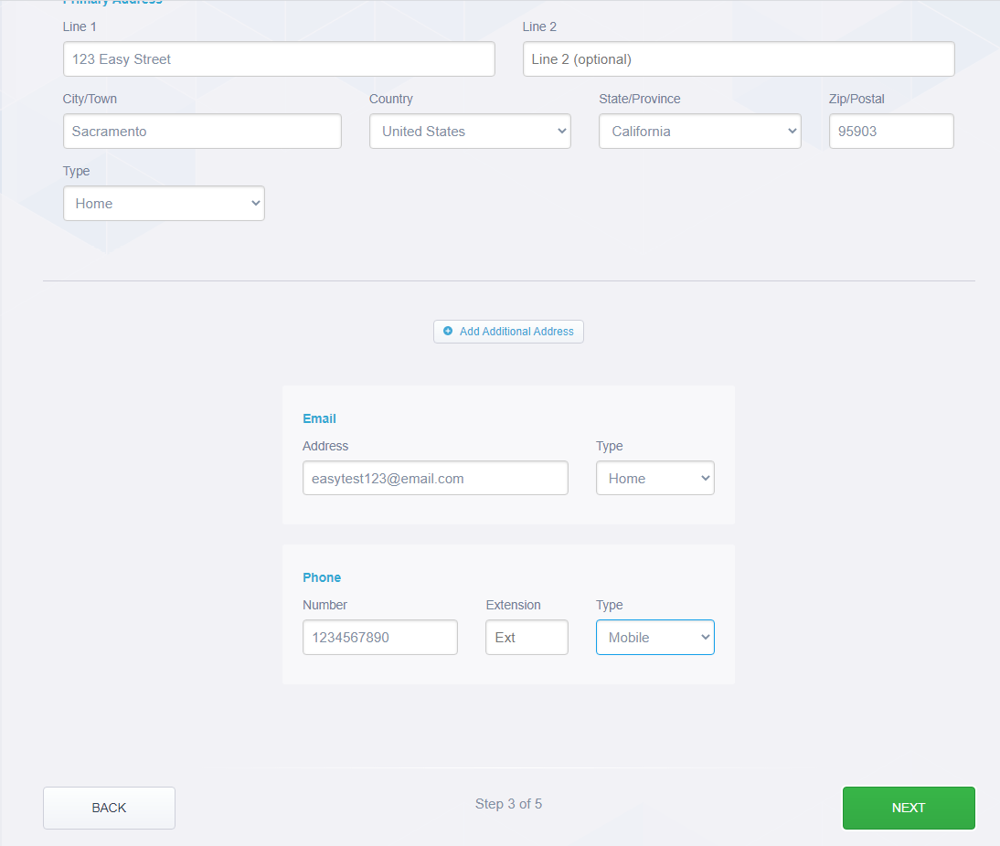 Primary Address
Line 1 Line 2
123 Easy Street Line 2 (optional)
City/Town Country State/Province Zip/Postal
Sacramento United States California 95903
Type
Home
Add Additional Address
Email
Address Type
easytest123@email.com Home
Phone
Number Extension Type
1234567890 Ext Mobile
BACK Step 3 of 5 NEXT